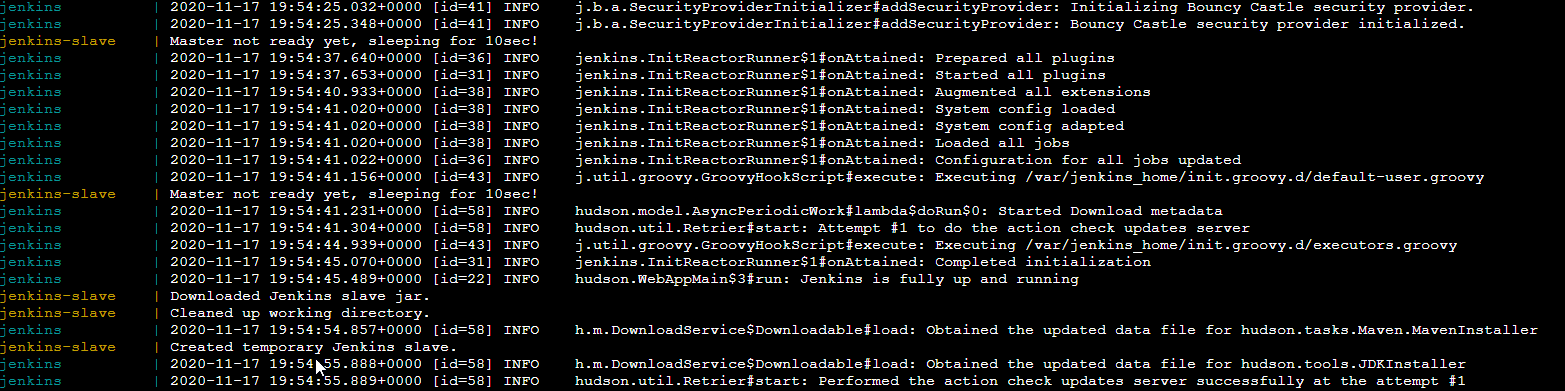 jenkins | 2020-11-17 19:54:25.032+0000 [id=41] INFO j.b.a.SecurityProviderInitializer#addSecurityProvider: Initializing Bouncy Castle security provider.
jenkins | 2020-11-17 19:54:25.348+0000 [id=41] INFO j.b.a.SecurityProviderInitializer#addSecurityProvider: Bouncy Castle security provider initialized.
jenkins-slave | Master not ready yet, sleeping for 10sec!
jenkins | 2020-11-17 19:54:37.640+0000 [id=36] INFO jenkins.InitReactorRunner$1#onAttained: Prepared all plugins
jenkins | 2020-11-17 19:54:37.653+0000 [id=31] INFO jenkins.InitReactorRunner$1#onAttained: Started all plugins
jenkins | 2020-11-17 19:54:40.933+0000 [id=38] INFO jenkins.InitReactorRunner$1#onAttained: Augmented all extensions
jenkins | 2020-11-17 19:54:41.020+0000 [id=38] INFO jenkins.InitReactorRunner$1#onAttained: System config loaded
jenkins | 2020-11-17 19:54:41.020+0000 [id=38] INFO jenkins.InitReactorRunner$1#onAttained: System config adapted
jenkins | 2020-11-17 19:54:41.020+0000 [id=38] INFO jenkins.InitReactorRunner$1#onAttained: Loaded all jobs
jenkins | 2020-11-17 19:54:41.022+0000 [id=36] INFO jenkins.InitReactorRunner$1#onAttained: Configuration for all jobs updated
jenkins | 2020-11-17 19:54:41.156+0000 [id=43] INFO j.util.groovy.GroovyHookScript#execute: Executing /var/jenkins_home/init.groovy.d/default-user.groovy
jenkins-slave | Master not ready yet, sleeping for 10sec!
jenkins | 2020-11-17 19:54:41.231+0000 [id=58] INFO hudson.model.AsyncPeriodicWork#lambda$doRun$0: Started Download metadata
jenkins | 2020-11-17 19:54:41.304+0000 [id=58] INFO hudson.util.Retrier#start: Attempt #1 to do the action check updates server
jenkins | 2020-11-17 19:54:44.939+0000 [id=43] INFO j.util.groovy.GroovyHookScript#execute: Executing /var/jenkins_home/init.groovy.d/executors.groovy
jenkins | 2020-11-17 19:54:45.070+0000 [id=31] INFO jenkins.InitReactorRunner$1#onAttained: Completed initialization
jenkins | 2020-11-17 19:54:45.489+0000 [id=22] INFO hudson.WebAppMain$3#run: Jenkins is fully up and running
jenkins-slave | Downloaded Jenkins slave jar.
jenkins-slave | Cleaned up working directory.
jenkins | 2020-11-17 19:54:54.857+0000 [id=58] INFO h.m.DownloadService$Downloadable#load: Obtained the updated data file for hudson.tasks.Maven.MavenInstaller
jenkins-slave | Created temporary Jenkins slave.
jenkins | 2020-11-17 19:54:55.888+0000 [id=58] INFO h.m.DownloadService$Downloadable#load: Obtained the updated data file for hudson.tools.JDKInstaller
jenkins | 2020-11-17 19:54:55.889+0000 [id=58] INFO hudson.util.Retrier#start: Performed the action check updates server successfully at the attempt #1